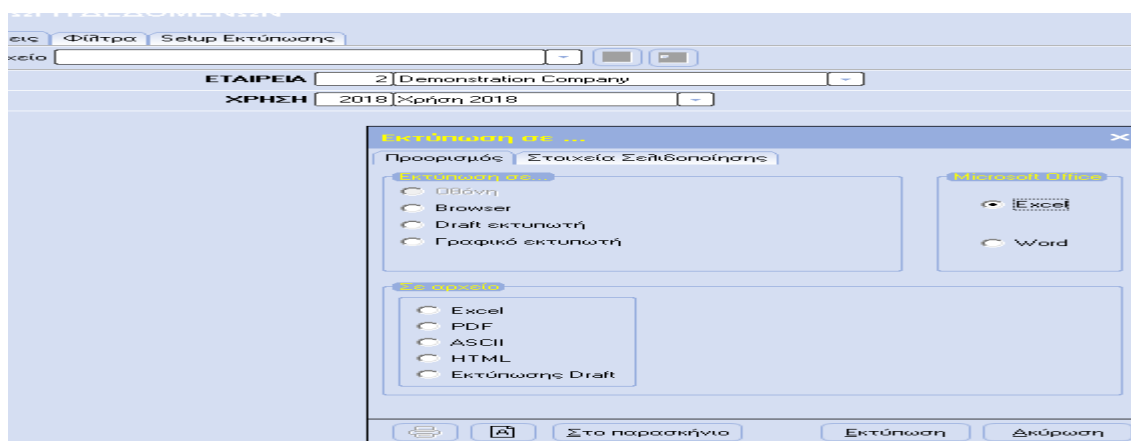 εις Φίλτρα Setup Εκτύπωσης
χείο
ΕΤΑΙΡΕΙΑ 2 Demonstration Company
ΧΡΗΣΗ 2018 Χρήση 2018
Εκτύπωση σε ...
Προορισμός Στοιχεία Σελιδοποίησης
Εκτύπωση σε... Microsoft Office
Οθόνη
Browser
Draft εκτυπωτή
Γραφικό εκτυπωτή
Excel
Word
Σε αρχείο
Excel
PDF
ASCII
HTML
Εκτύπωσης Draft
Στο παρασκήνιο Εκτύπωση Ακύρωση